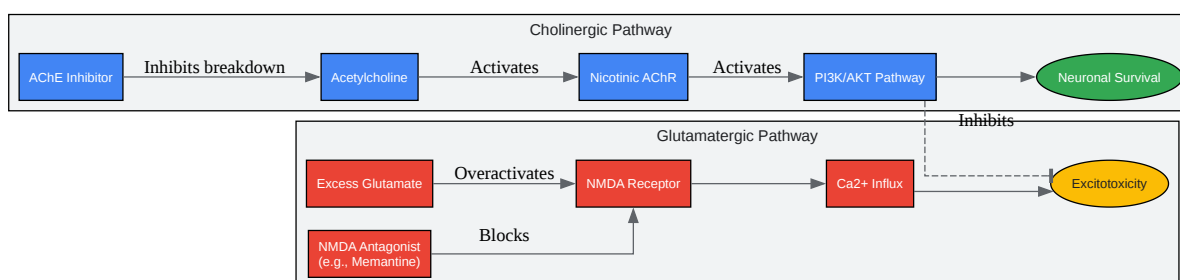 Cholinergic Pathway
AChE Inhibitor
Inhibits breakdown
Acetylcholine
Activates
Nicotinic AChR
Activates
PI3K/AKT Pathway
Neuronal Survival
Inhibits
Glutamatergic Pathway
Excess Glutamate
Overactivates
NMDA Receptor
Ca2+ Influx
Excitotoxicity
NMDA Antagonist
(e.g., Memantine)
Blocks